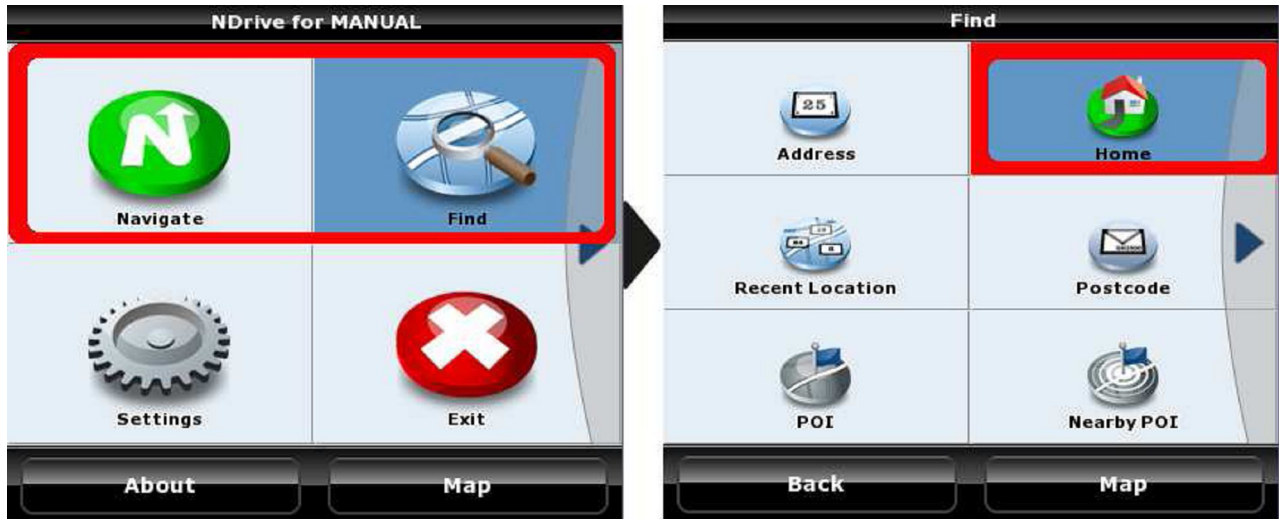 NDrive for MANUAL
Navigate
Find
Settings
Exit
About
Map
Find
25
Address
Home
Recent Location
Postcode
POI
Nearby POI
Back
Map